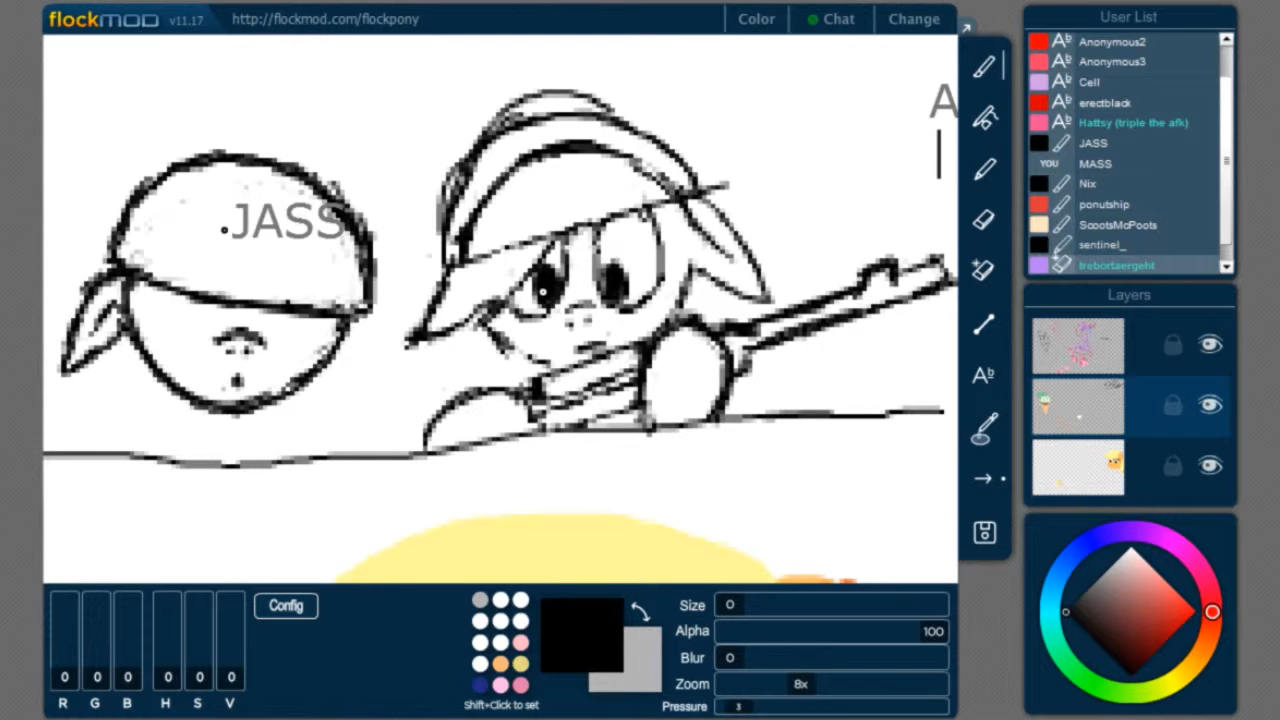 flockmod v11.17 http://flockmod.com/flockpony Color Chat Change
User List
Anonymous2
Anonymous3
Cell
erectblack
Hattsy (triple the afk)
JASS
YOU MASS
Nix
ponutship
ScootsMcPoots
sentinel_
trebortaergeht
Layers
JASS
A
Config
0 0 0 0 0 0
R G B H S V
Shift+Click to set
Size 0
Alpha 100
Blur 0
Zoom 8x
Pressure 3